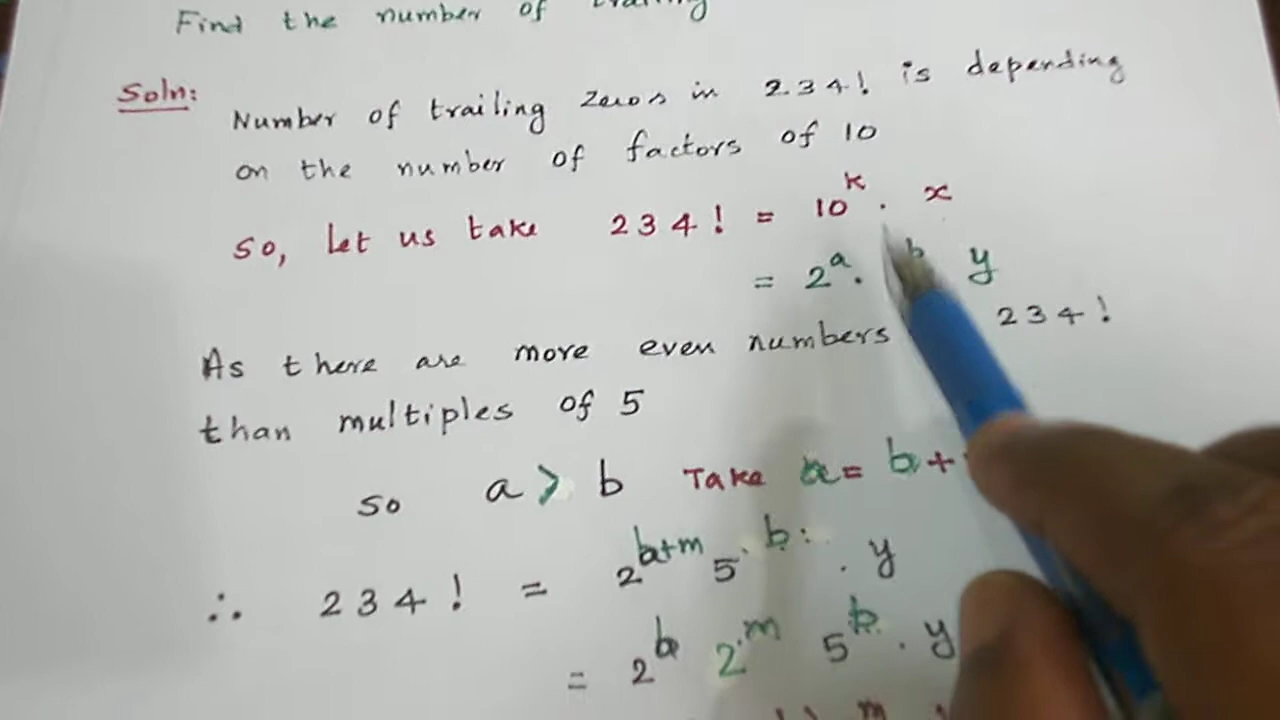 Find the number of
Soln:
Number of trailing zeros in 234! is depending
on the number of factors of 10
So, let us take 234! = 10^k . x
= 2^a . b y
As there are more even numbers 234!
than multiples of 5
so a > b Take a = b +
∴ 234! = 2^(b+m) 5^b . y
= 2^b 2^m 5^b . y
m